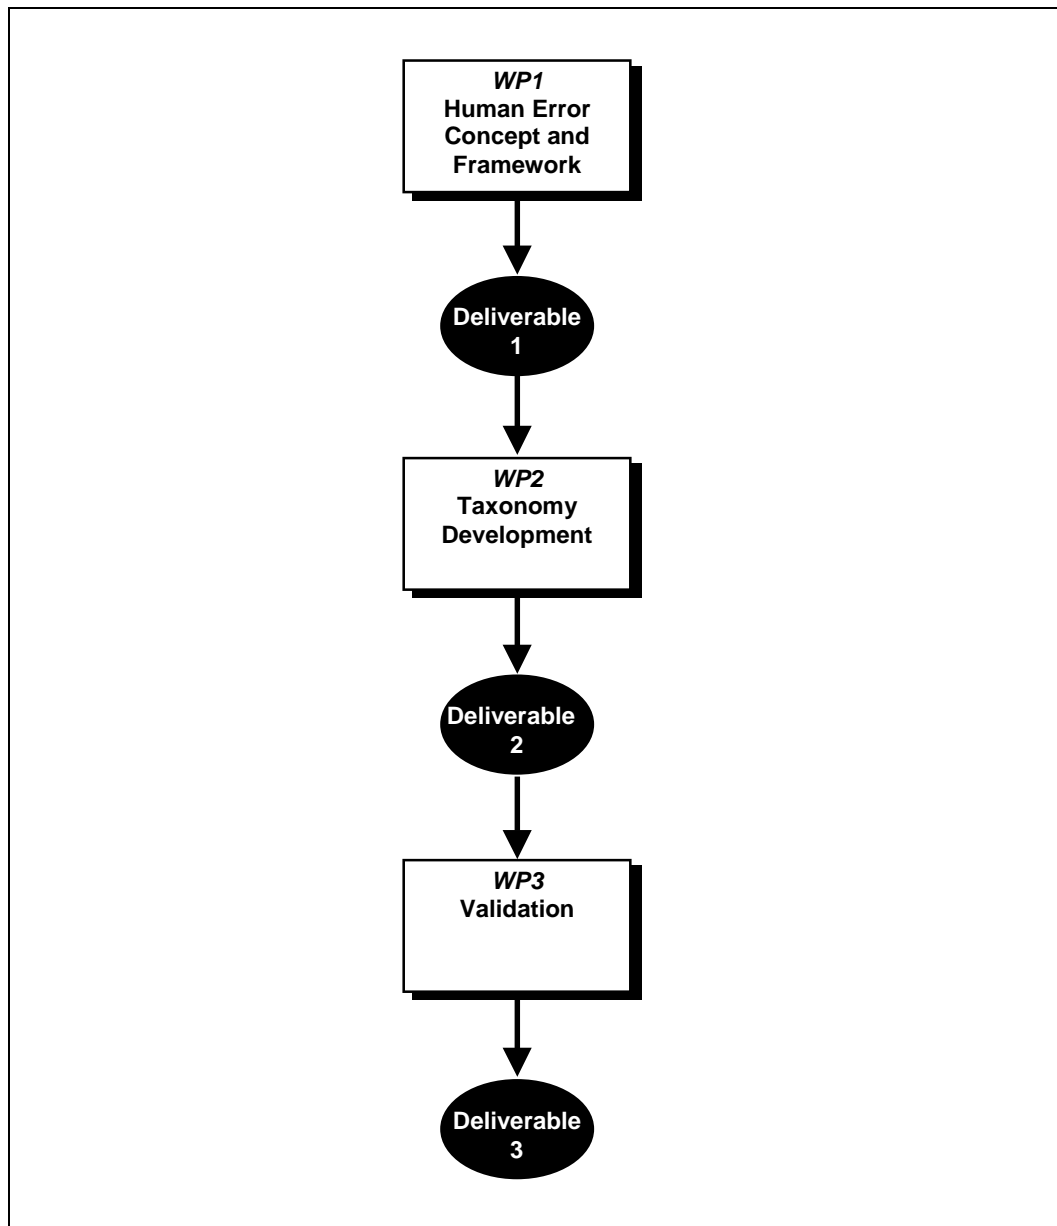 WP1
Human Error
Concept and
Framework
Deliverable
1
WP2
Taxonomy
Development
Deliverable
2
WP3
Validation
Deliverable
3